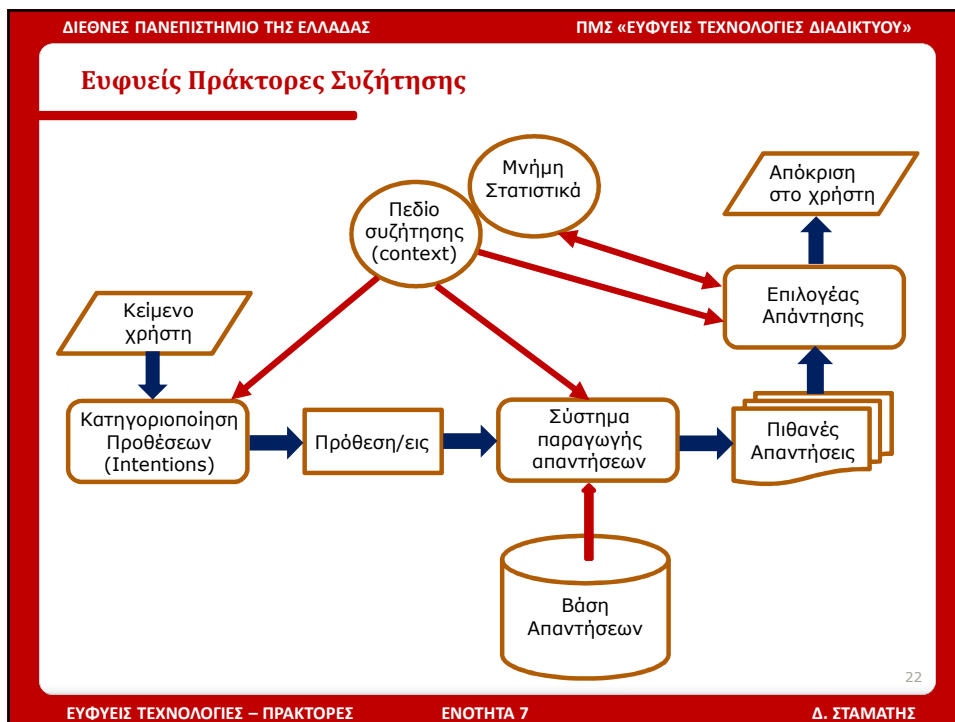 ΔΙΕΘΝΕΣ ΠΑΝΕΠΙΣΤΗΜΙΟ ΤΗΣ ΕΛΛΑΔΑΣ
ΠΜΣ «ΕΥΦΥΕΙΣ ΤΕΧΝΟΛΟΓΙΕΣ ΔΙΑΔΙΚΤΥΟΥ»
Ευφυείς Πράκτορες Συζήτησης
Μνήμη
Στατιστικά
Απόκριση
στο χρήστη
Πεδίο
συζήτησης
(context)
Κείμενο
χρήστη
Επιλογέας
Απάντησης
Κατηγοριοποίηση
Προθέσεων
(Intentions)
Πρόθεση/εις
Σύστημα
παραγωγής
απαντήσεων
Πιθανές
Απαντήσεις
Βάση
Απαντήσεων
22
ΕΥΦΥΕΙΣ ΤΕΧΝΟΛΟΓΙΕΣ – ΠΡΑΚΤΟΡΕΣ
ΕΝΟΤΗΤΑ 7
Δ. ΣΤΑΜΑΤΗΣ